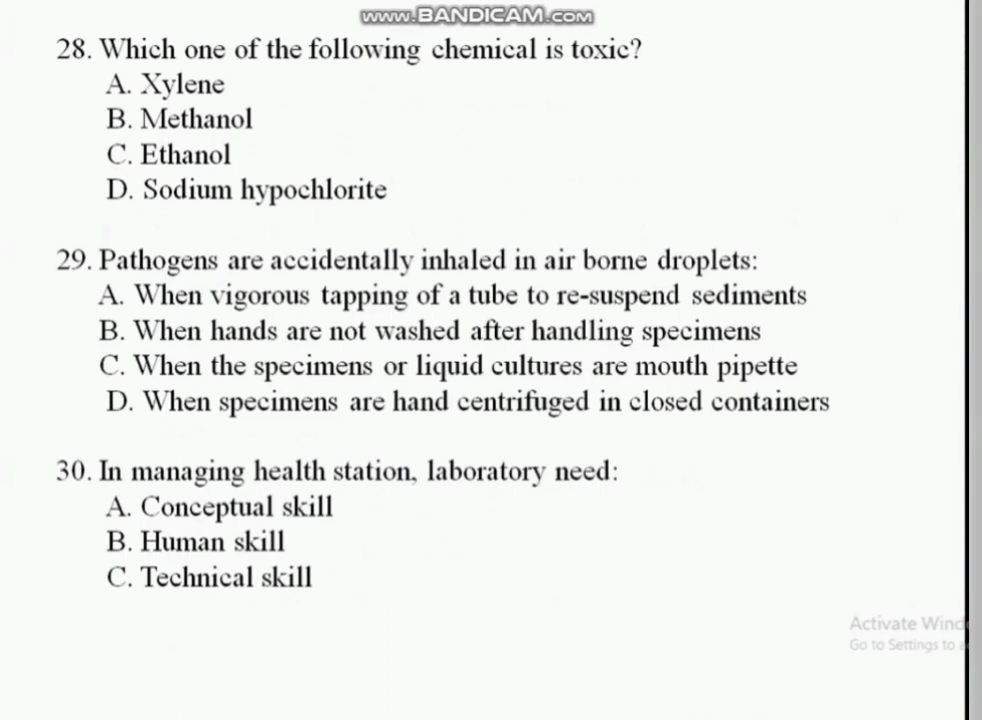 www.BANDICAM.COM
28. Which one of the following chemical is toxic?
A. Xylene
B. Methanol
C. Ethanol
D. Sodium hypochlorite
29. Pathogens are accidentally inhaled in air borne droplets:
A. When vigorous tapping of a tube to re-suspend sediments
B. When hands are not washed after handling specimens
C. When the specimens or liquid cultures are mouth pipette
D. When specimens are hand centrifuged in closed containers
30. In managing health station, laboratory need:
A. Conceptual skill
B. Human skill
C. Technical skill
Activate Wind
Go to Settings to a